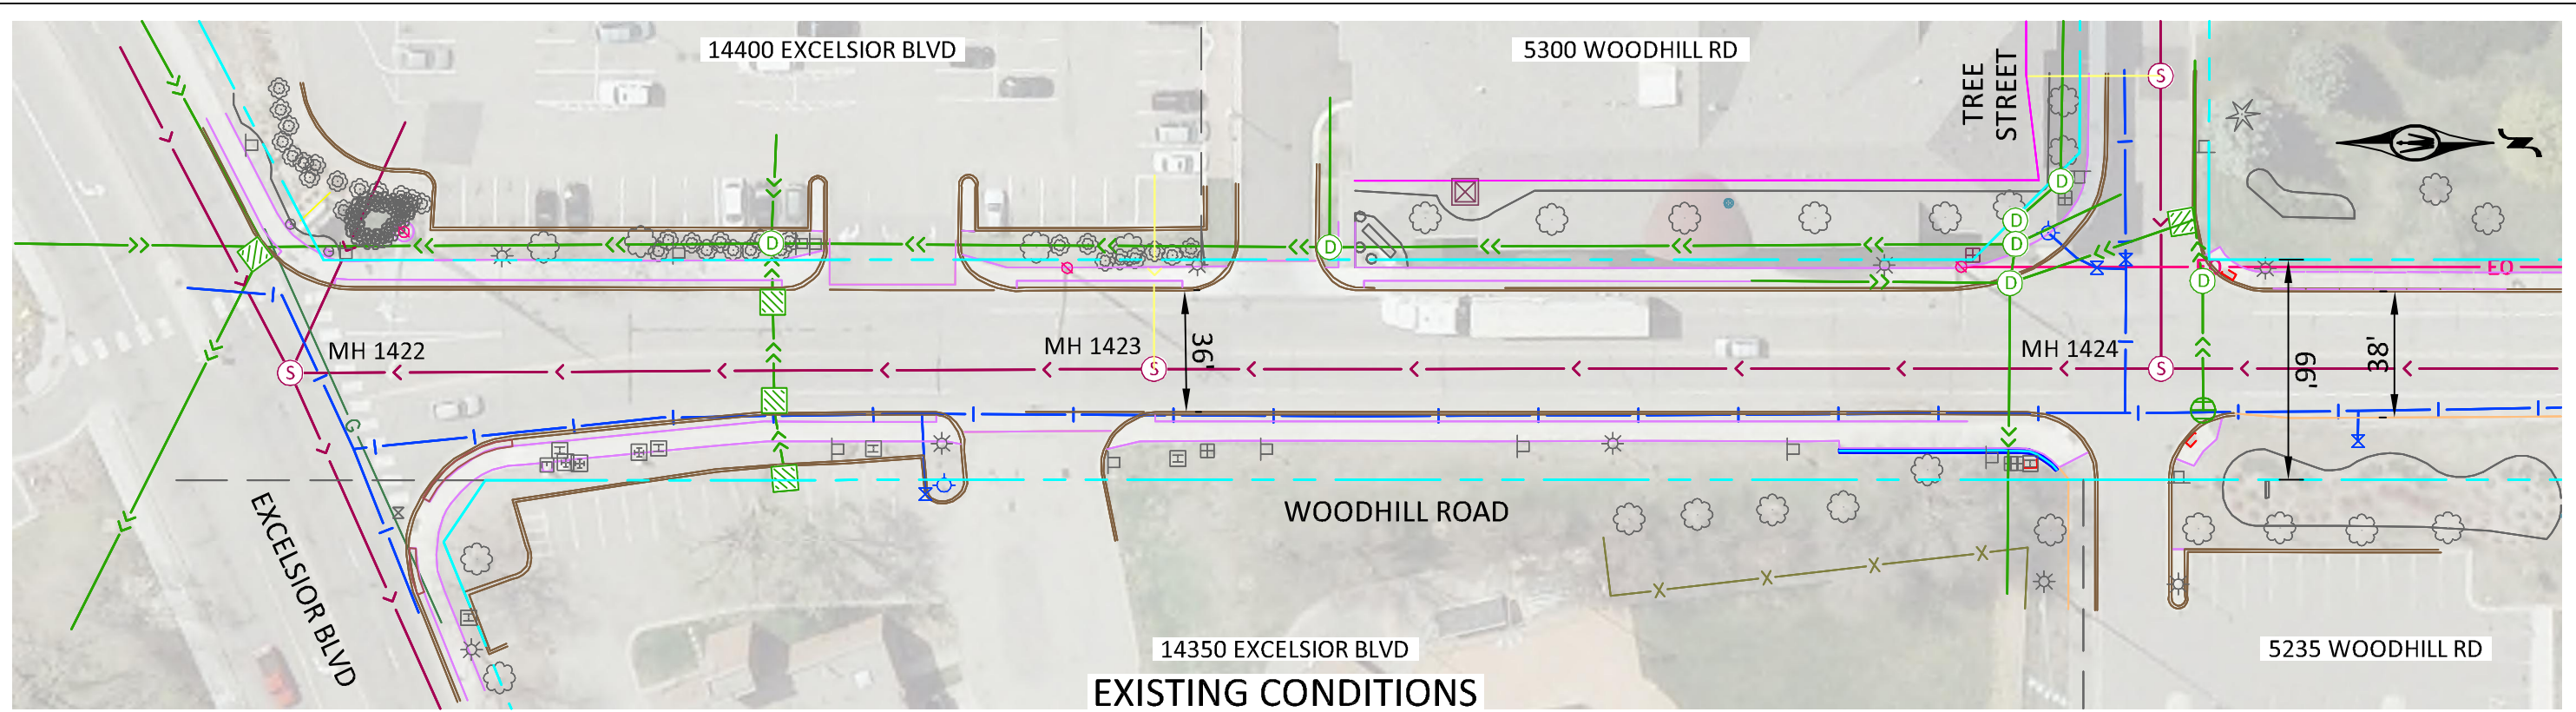 14400 EXCELSIOR BLVD
5300 WOODHILL RD
TREE
STREET
S
D
D
D
D
D
N
EO
EO
D
D
MH 1422
MH 1423
36'
MH 1424
66'
38'
S
S
S
G
EXCELSIOR BLVD
WOODHILL ROAD
14350 EXCELSIOR BLVD
5235 WOODHILL RD
EXISTING CONDITIONS